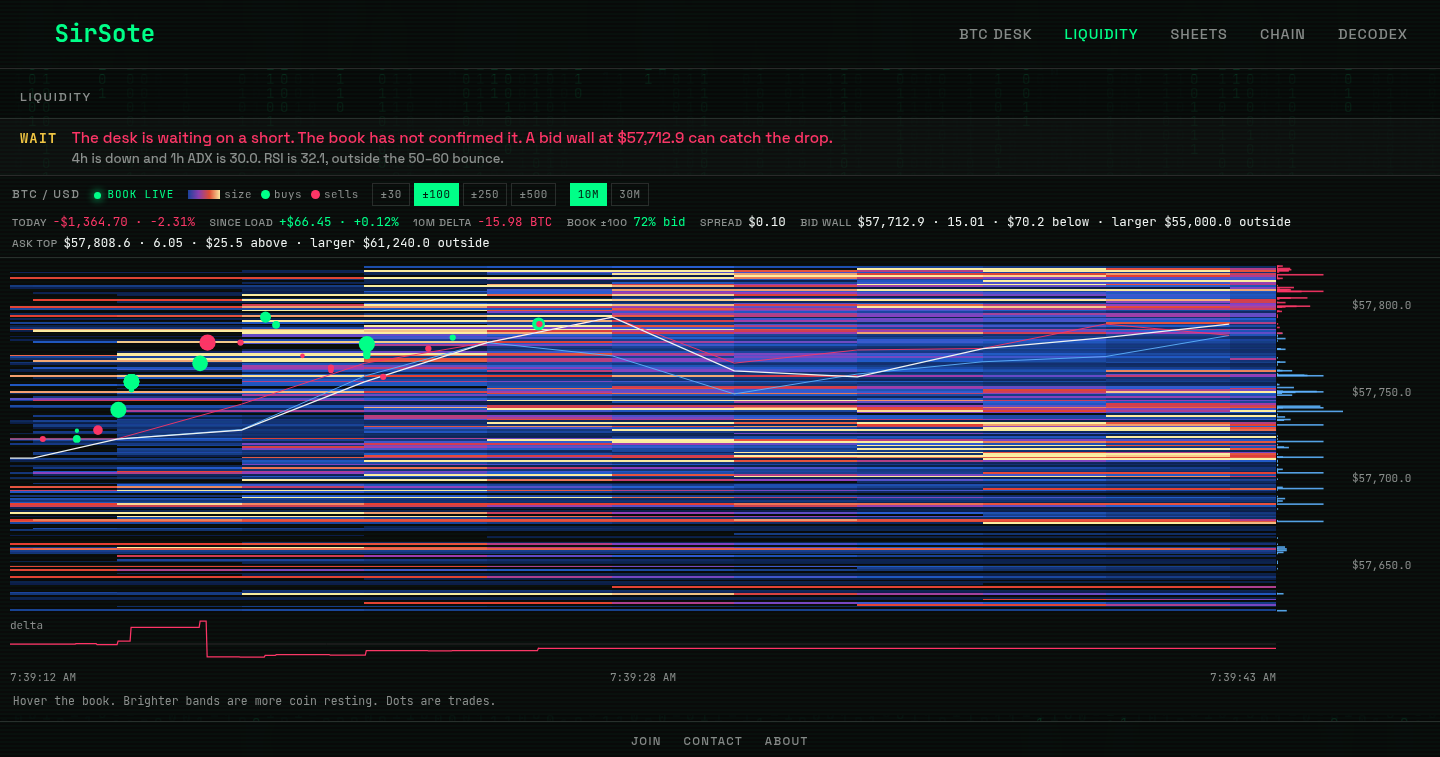 SirSote
BTC DESK LIQUIDITY SHEETS CHAIN DECODEX
LIQUIDITY
WAIT The desk is waiting on a short. The book has not confirmed it. A bid wall at $57,712.9 can catch the drop.
4h is down and 1h ADX is 30.0. RSI is 32.1, outside the 50–60 bounce.
BTC / USD BOOK LIVE size buys sells ±30 ±100 ±250 ±500 10M 30M
TODAY -$1,364.70 · -2.31% SINCE LOAD +$66.45 · +0.12% 10M DELTA -15.98 BTC BOOK ±100 72% bid SPREAD $0.10 BID WALL $57,712.9 · 15.01 · $70.2 below · larger $55,000.0 outside
ASK TOP $57,808.6 · 6.05 · $25.5 above · larger $61,240.0 outside
$57,800.0
$57,750.0
$57,700.0
$57,650.0
delta
7:39:12 AM 7:39:28 AM 7:39:43 AM
Hover the book. Brighter bands are more coin resting. Dots are trades.
JOIN CONTACT ABOUT